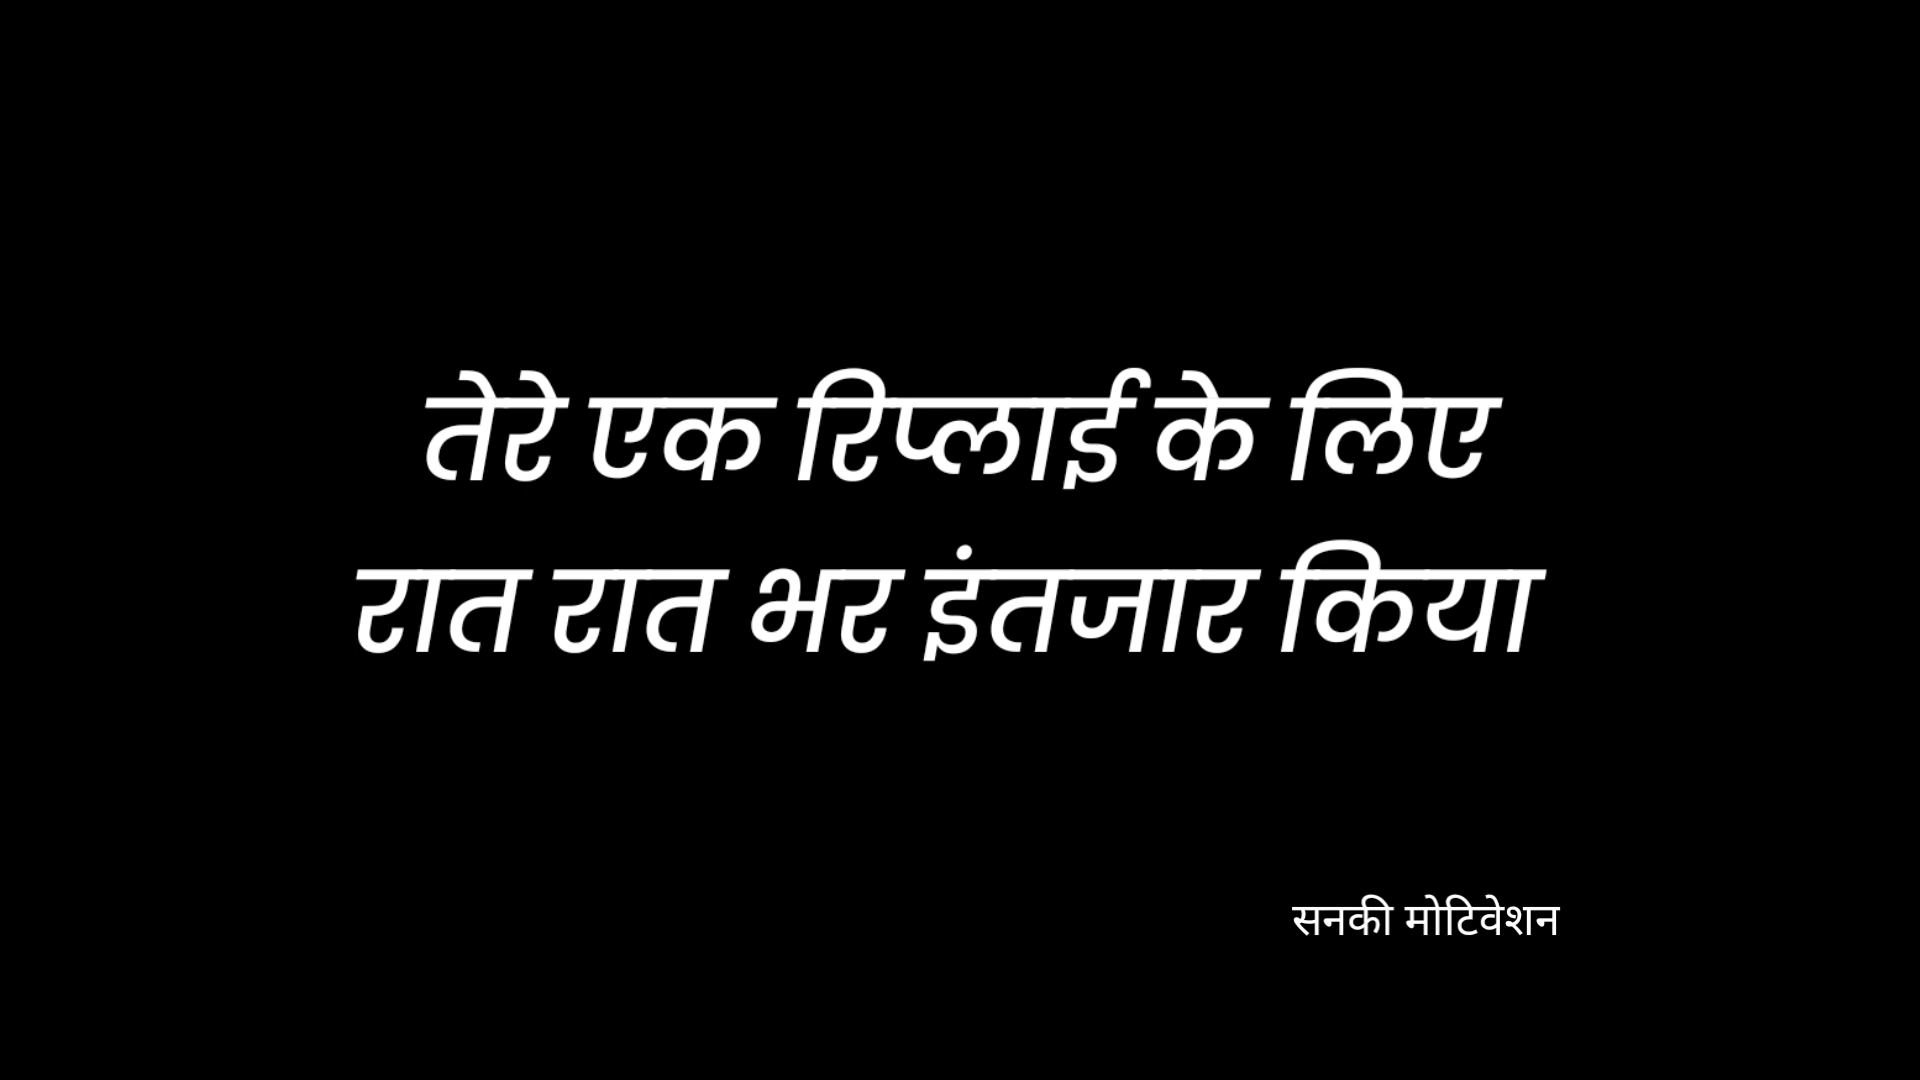 तेरे एक रिप्लाई के लिए
रात रात भर इंतजार किया
सनकी मोटिवेशन